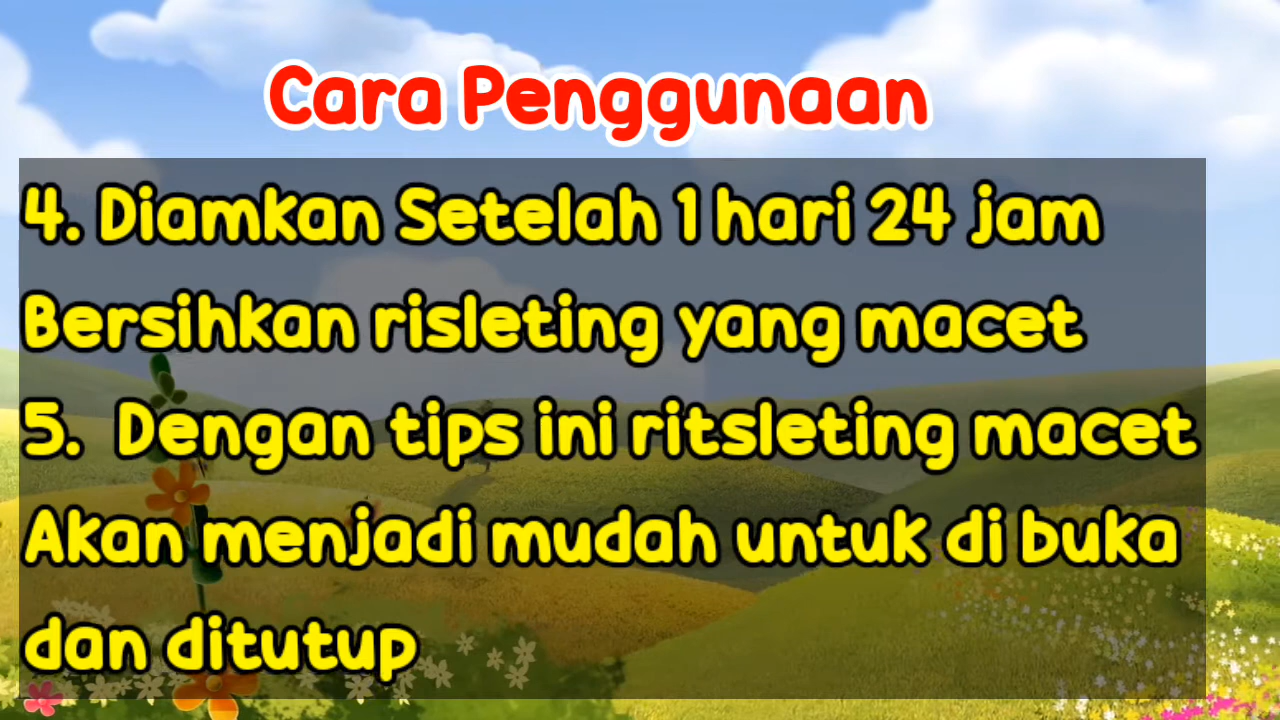 Cara Penggunaan
4. Diamkan Setelah 1 hari 24 jam
Bersihkan risleting yang macet
5. Dengan tips ini ritsleting macet
Akan menjadi mudah untuk di buka
dan ditutup